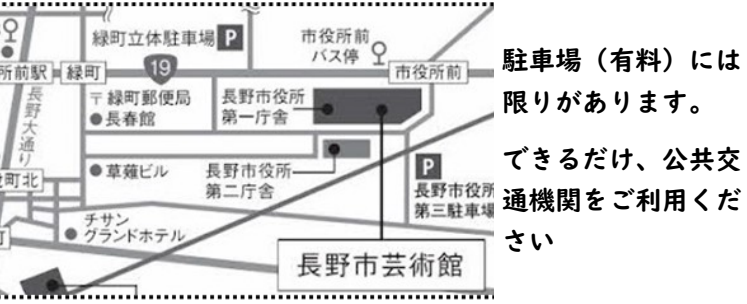 緑町立体駐車場 P
市役所前
バス停
19
所前駅
緑町
市役所前
〒緑町郵便局
長春館
長野市役所
第一庁舎
長野大通り
町北
草薙ビル
長野市役所
第二庁舎
P
長野市役所
第三駐車場
チサン
グランドホテル
長野市芸術館
駐車場（有料）には
限りがあります。
できるだけ、公共交
通機関をご利用くだ
さい